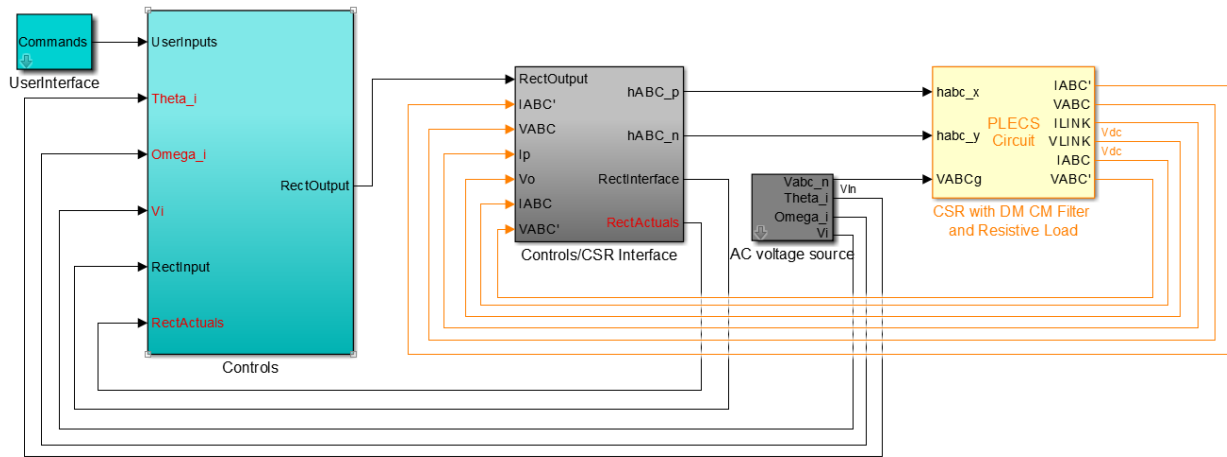 Commands
UserInterface
UserInputs
Theta_i
Omega_i
Vi
RectInput
RectActuals
RectOutput
Controls
RectOutput
IABC'
VABC
Ip
Vo
IABC
VABC'
hABC_p
hABC_n
RectInterface
RectActuals
Controls/CSR Interface
Vabc_n
Theta_i
Omega_i
Vi
VIn
AC voltage source
habc_x
habc_y
VABCg
PLECS
Circuit
IABC'
VABC
ILINK
VLINK
IABC
VABC'
Vdc
Vdc
CSR with DM CM Filter
and Resistive Load